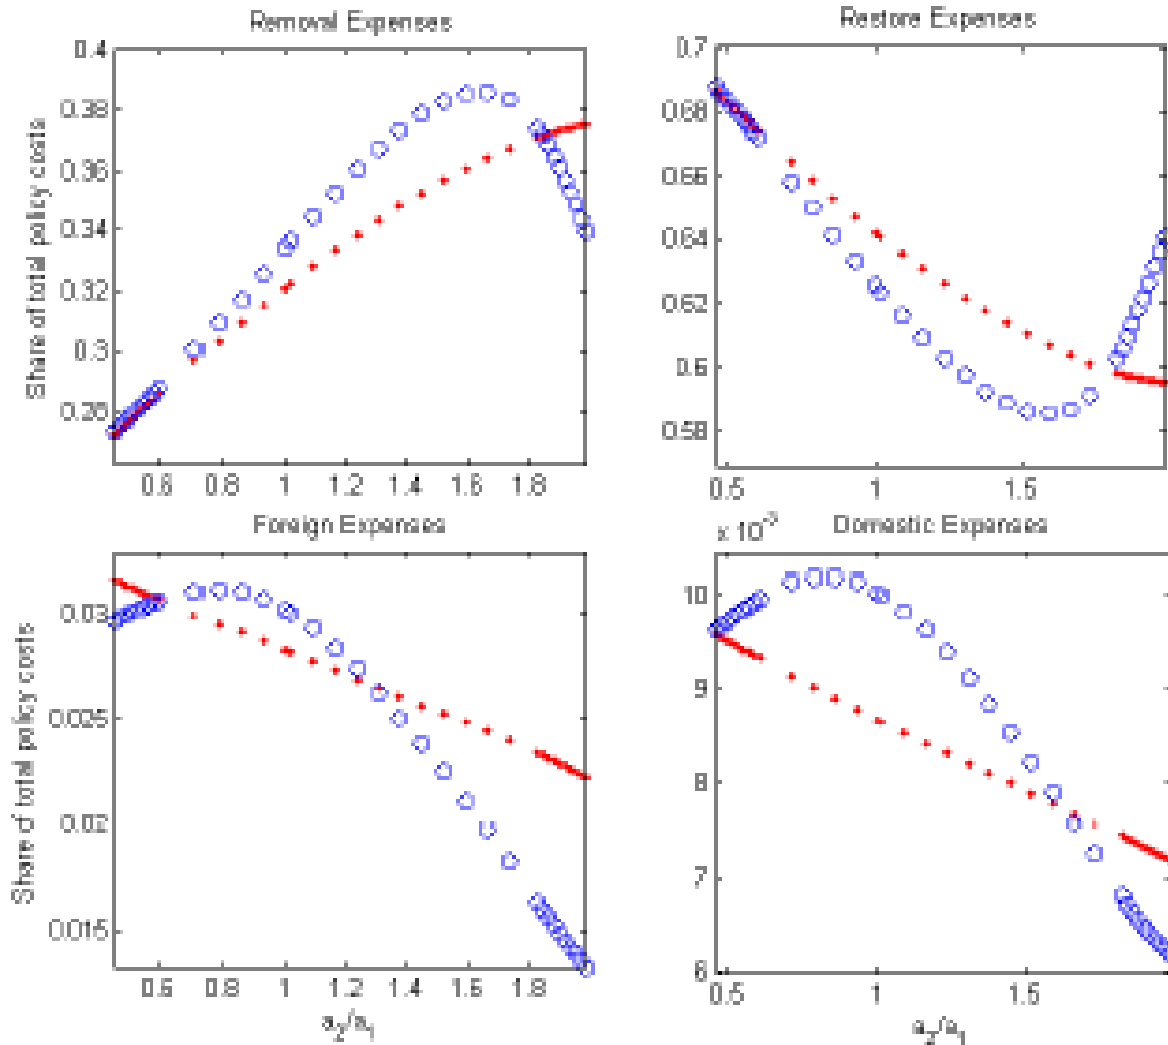 Removal Expenses
Share of total policy costs
0.4
0.38
0.36
0.34
0.32
0.3
0.28
0.6 0.8 1 1.2 1.4 1.6 1.8
Restore Expenses
0.7
0.68
0.66
0.64
0.62
0.6
0.58
0.5 1 1.5
Foreign Expenses
Share of total policy costs
0.03
0.025
0.02
0.015
0.6 0.8 1 1.2 1.4 1.6 1.8
a2/a1
x 10-3 Domestic Expenses
10
9
8
7
6
0.5 1 1.5
a2/a1